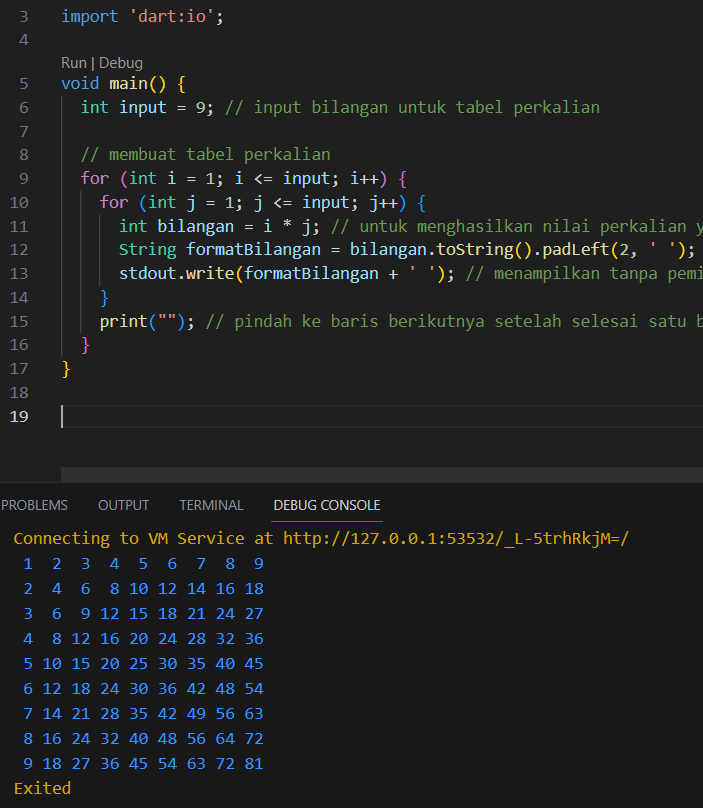 3 import 'dart:io';
4
Run | Debug
5 void main() {
6 int input = 9; // input bilangan untuk tabel perkalian
7
8 // membuat tabel perkalian
9 for (int i = 1; i <= input; i++) {
10 for (int j = 1; j <= input; j++) {
11 int bilangan = i * j; // untuk menghasilkan nilai perkalian y
12 String formatBilangan = bilangan.toString().padLeft(2, ' ');
13 stdout.write(formatBilangan + ' '); // menampilkan tanpa pemi
14 }
15 print(""); // pindah ke baris berikutnya setelah selesai satu b
16 }
17 }
18
19
PROBLEMS OUTPUT TERMINAL DEBUG CONSOLE
Connecting to VM Service at http://127.0.0.1:53532/_L-5trhRkjM=/
1 2 3 4 5 6 7 8 9
2 4 6 8 10 12 14 16 18
3 6 9 12 15 18 21 24 27
4 8 12 16 20 24 28 32 36
5 10 15 20 25 30 35 40 45
6 12 18 24 30 36 42 48 54
7 14 21 28 35 42 49 56 63
8 16 24 32 40 48 56 64 72
9 18 27 36 45 54 63 72 81
Exited